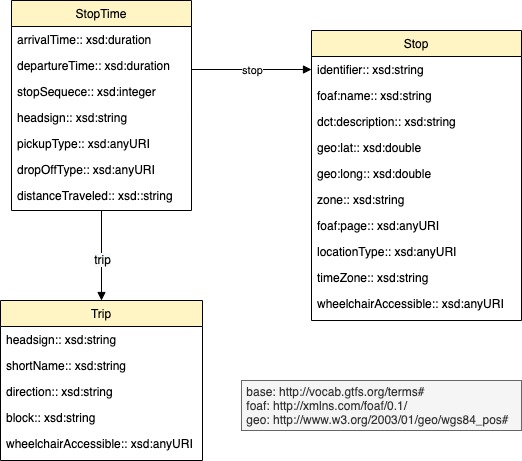 StopTime
arrivalTime:: xsd:duration
departureTime:: xsd:duration
stopSequece:: xsd:integer
headsign:: xsd:string
pickupType:: xsd:anyURI
dropOffType:: xsd:anyURI
distanceTraveled:: xsd::string
stop
Stop
identifier:: xsd:string
foaf:name:: xsd:string
dct:description:: xsd:string
geo:lat:: xsd:double
geo:long:: xsd:double
zone:: xsd:string
foaf:page:: xsd:anyURI
locationType:: xsd:anyURI
timeZone:: xsd:string
wheelchairAccessible:: xsd:anyURI
trip
Trip
headsign:: xsd:string
shortName:: xsd:string
direction:: xsd:string
block:: xsd:string
wheelchairAccessible:: xsd:anyURI
base: http://vocab.gtfs.org/terms#
foaf: http://xmlns.com/foaf/0.1/
geo: http://www.w3.org/2003/01/geo/wgs84_pos#